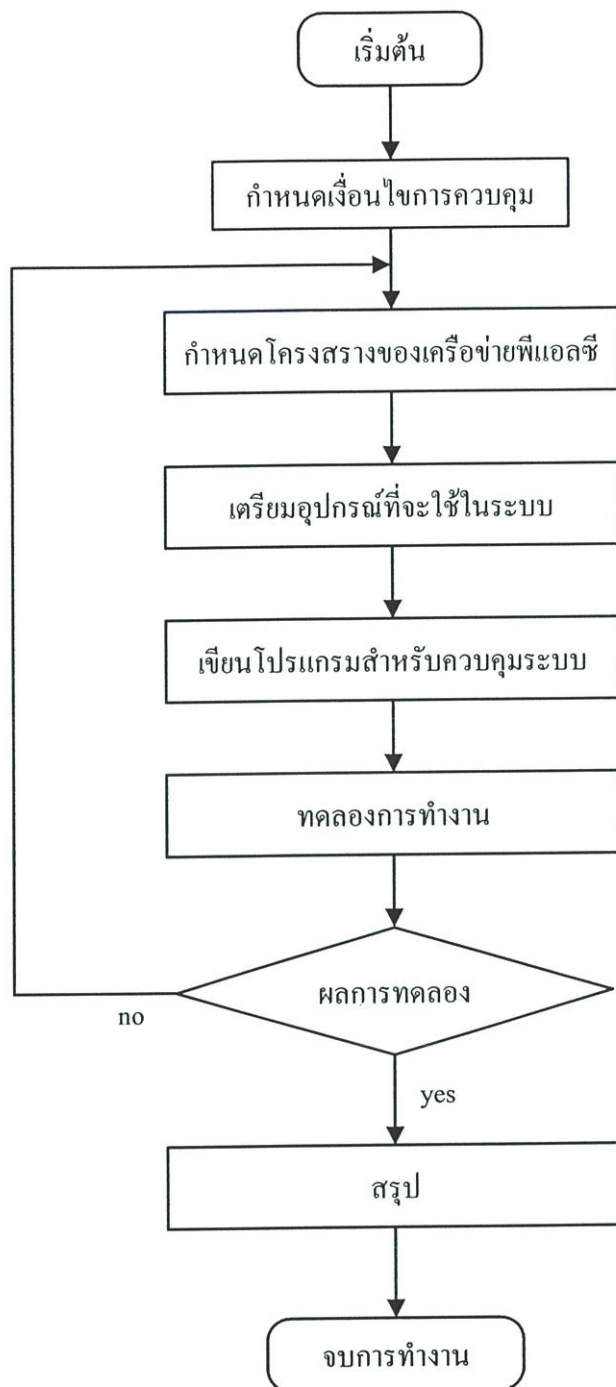 เริ่มต้น
กำหนดเงื่อนไขการควบคุม
กำหนดโครงสรางของเครือข่ายพีแอลซี
เตรียมอุปกรณ์ที่จะใช้ในระบบ
เขียนโปรแกรมสำหรับควบคุมระบบ
ทดลองการทำงาน
ผลการทดลอง
no
yes
สรุป
จบการทำงาน